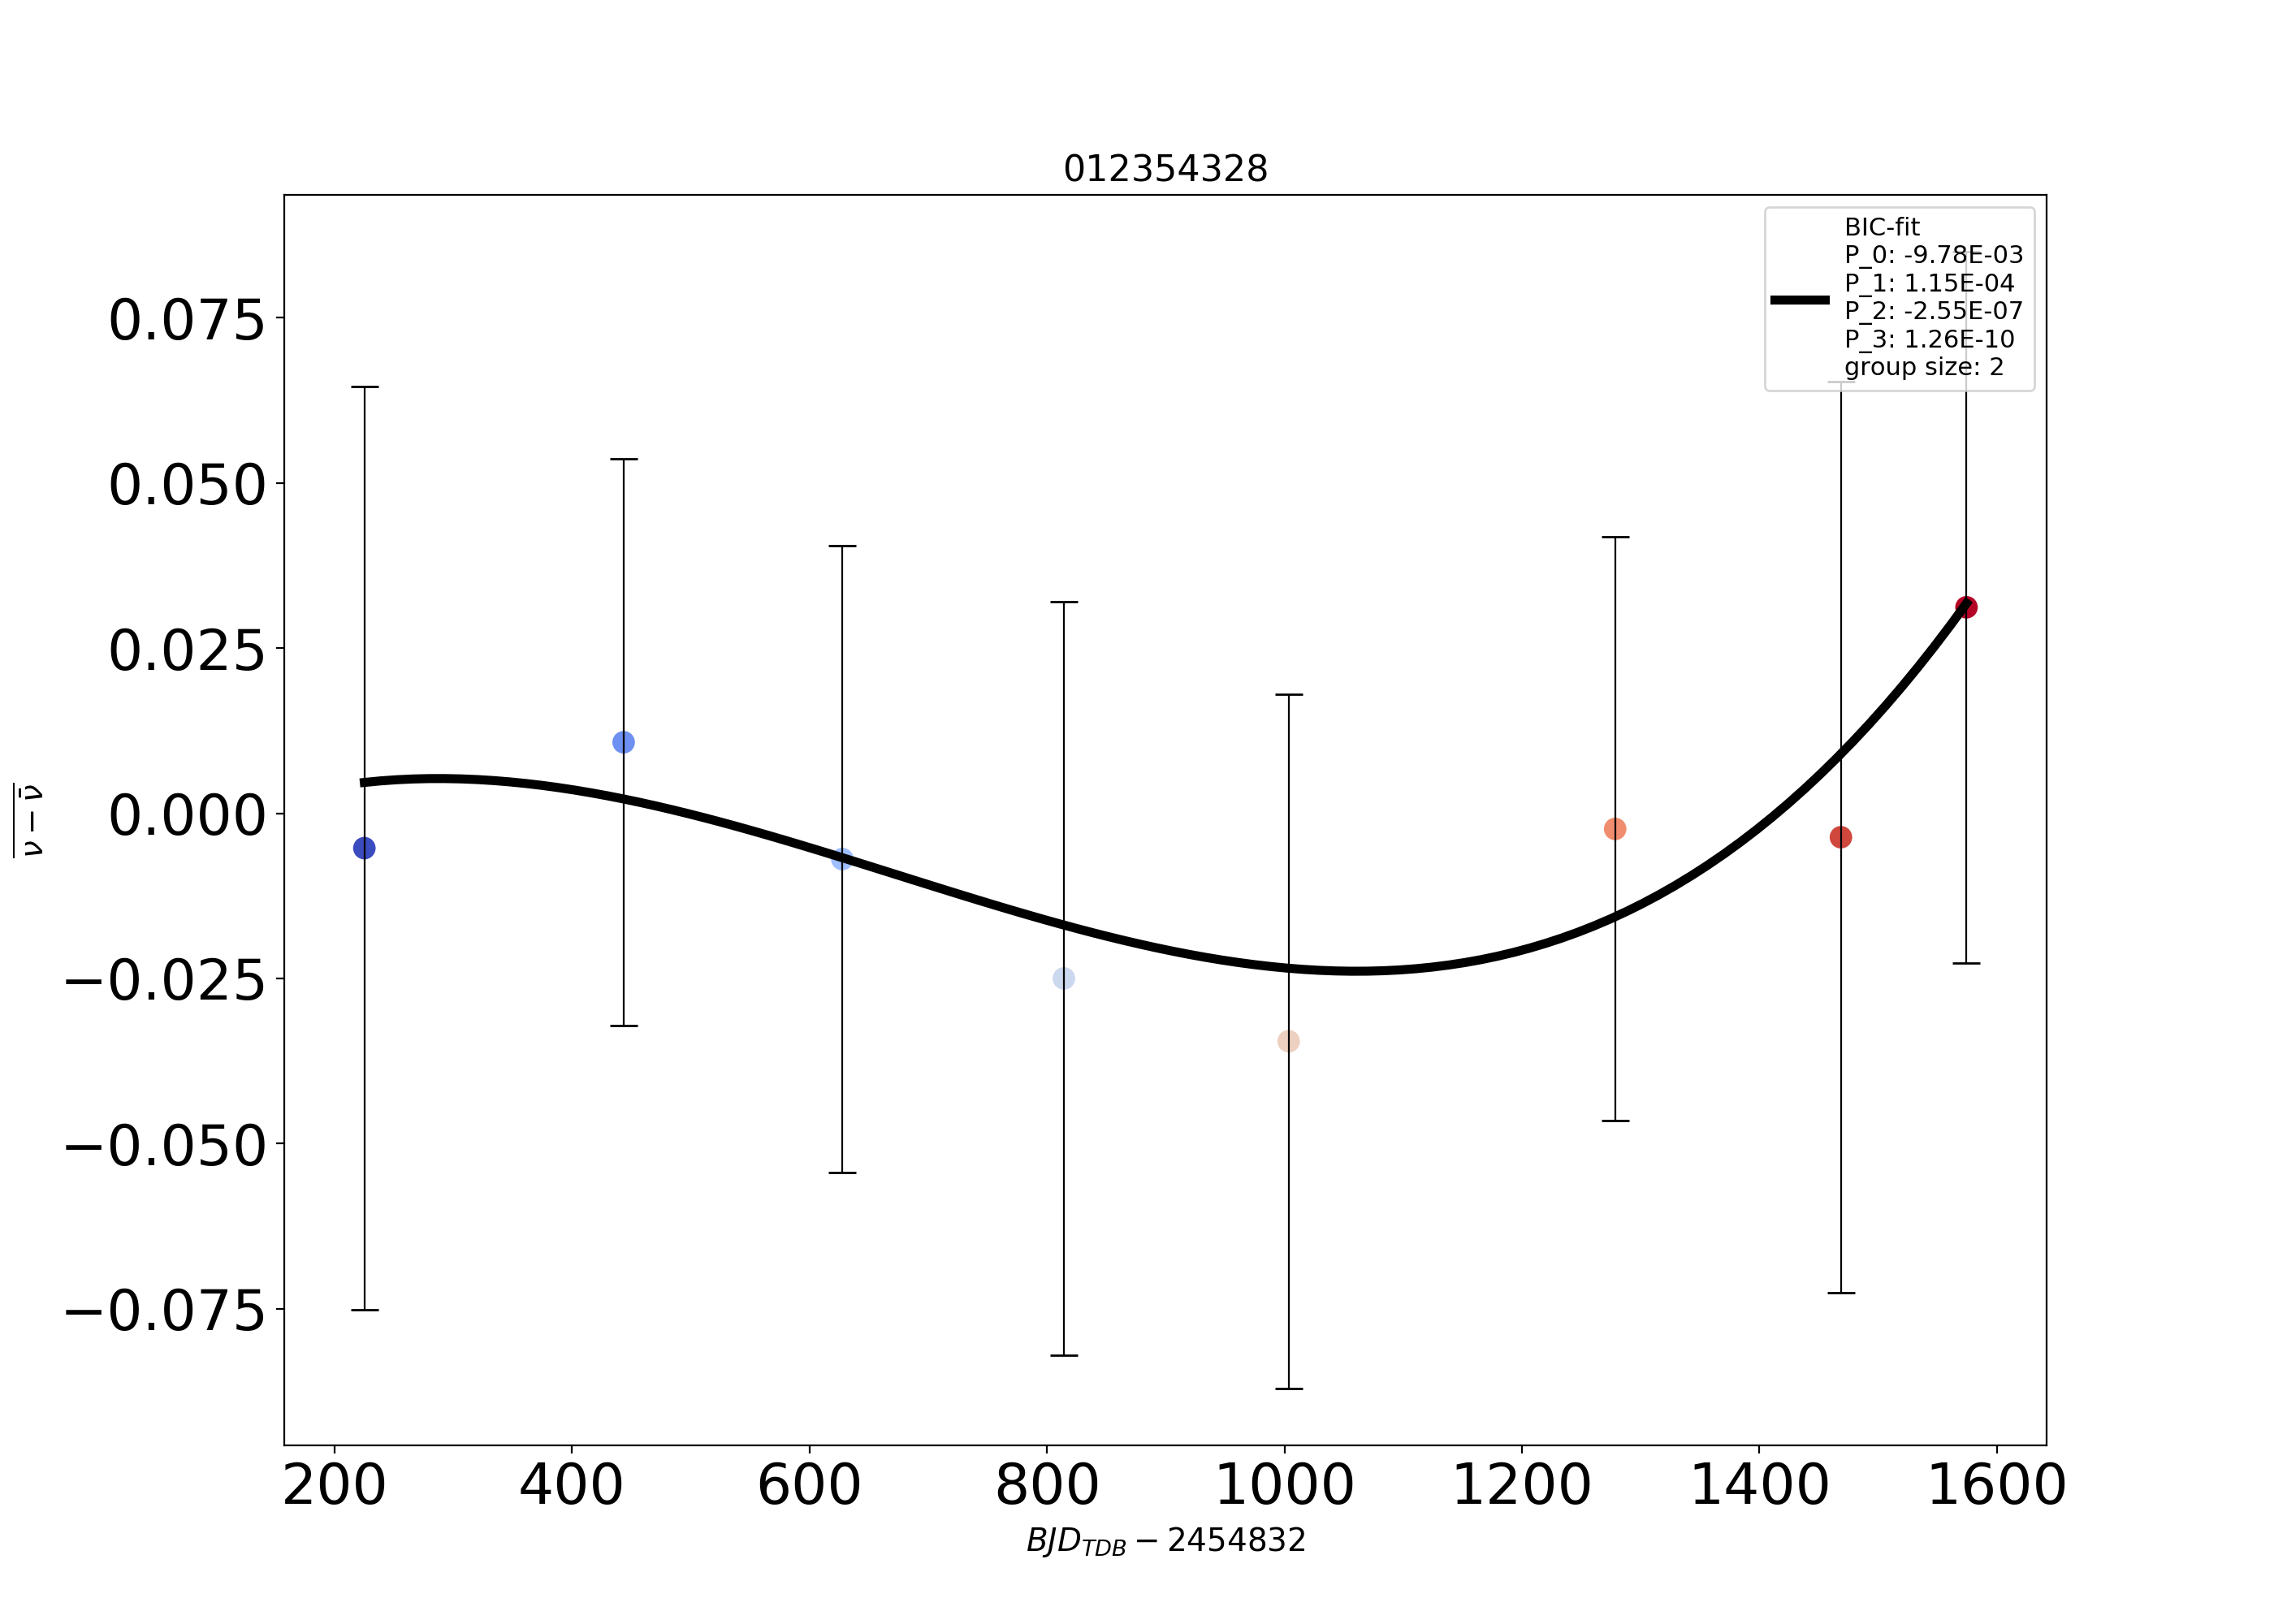 012354328
BIC-fit
P_0: -9.78E-03
P_1: 1.15E-04
P_2: -2.55E-07
P_3: 1.26E-10
group size: 2
0.075
0.050
0.025
0.000
−0.025
−0.050
−0.075
ν − ν̄
200 400 600 800 1000 1200 1400 1600
BJD_TDB − 2454832